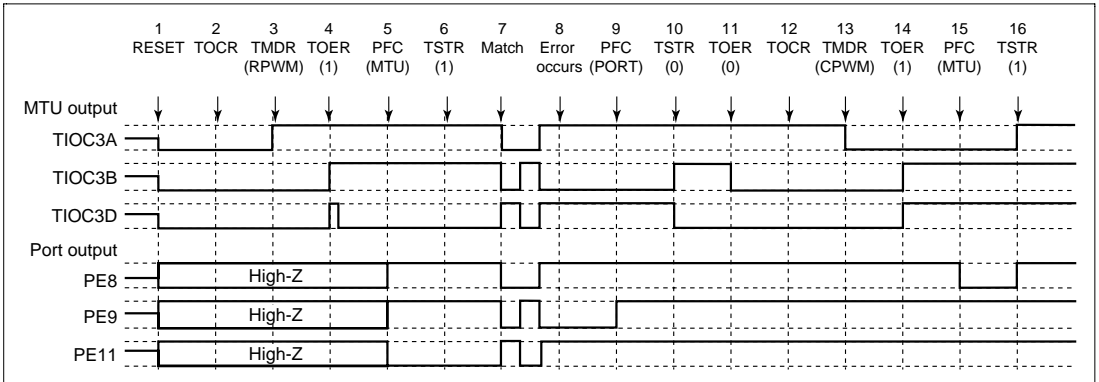 1 2 3 4 5 6 7 8 9 10 11 12 13 14 15 16
RESET TOCR TMDR TOER PFC TSTR Match Error PFC TSTR TOER TOCR TMDR TOER PFC TSTR
(RPWM) (1) (MTU) (1) occurs (PORT) (0) (0) (CPWM) (1) (MTU) (1)
MTU output
TIOC3A
TIOC3B
TIOC3D
Port output
PE8 High-Z
PE9 High-Z
PE11 High-Z